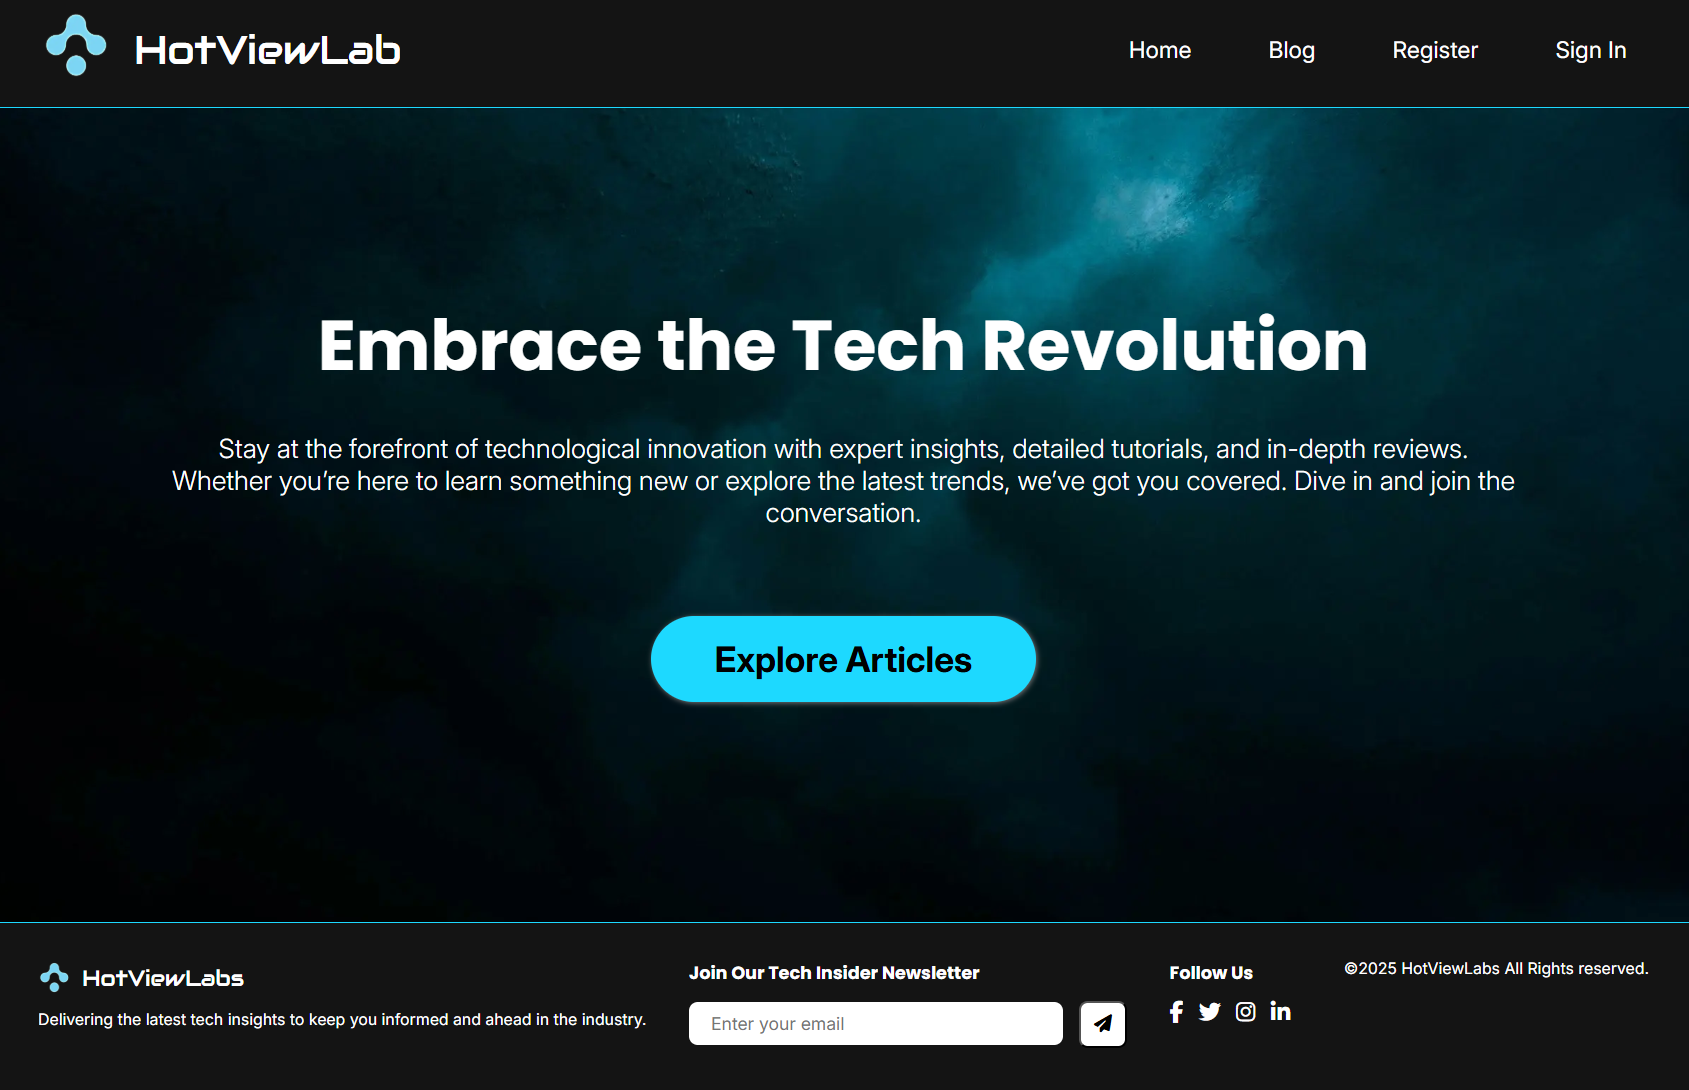 HotViewLab
Home
Blog
Register
Sign In
Embrace the Tech Revolution
Stay at the forefront of technological innovation with expert insights, detailed tutorials, and in-depth reviews.
Whether you’re here to learn something new or explore the latest trends, we’ve got you covered. Dive in and join the
conversation.
Explore Articles
HotViewLabs
Delivering the latest tech insights to keep you informed and ahead in the industry.
Join Our Tech Insider Newsletter
Enter your email
Follow Us
©2025 HotViewLabs All Rights reserved.